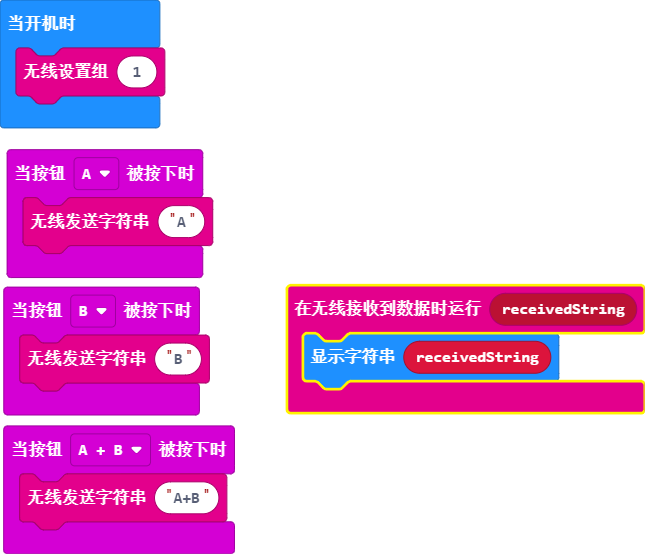 当开机时
无线设置组 1
当按钮 A 被按下时
无线发送字符串 "A"
当按钮 B 被按下时
无线发送字符串 "B"
在无线接收到数据时运行 receivedString
显示字符串 receivedString
当按钮 A + B 被按下时
无线发送字符串 "A+B"